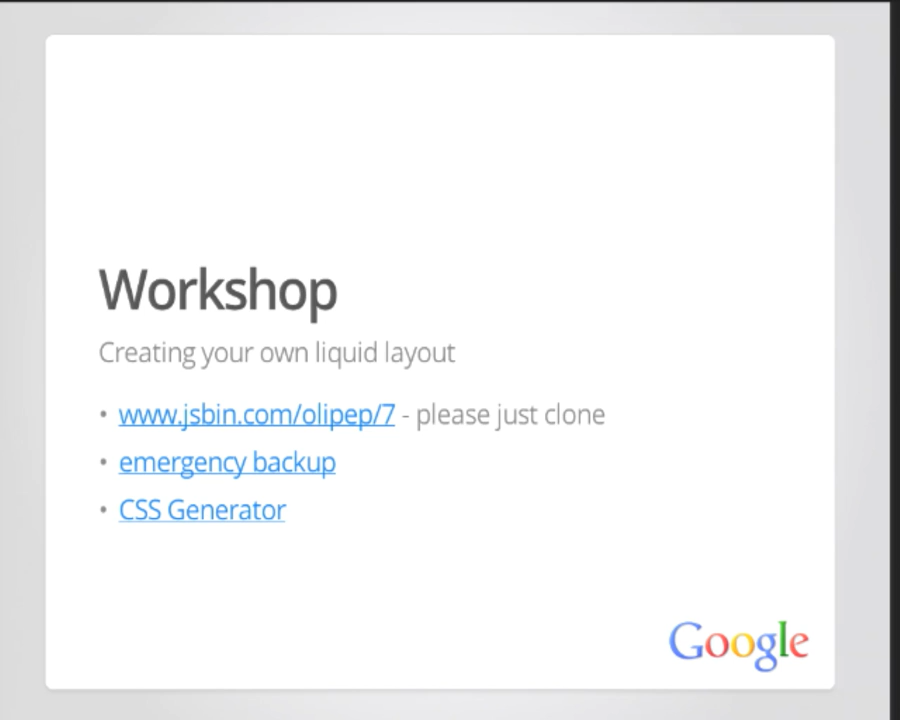 Workshop
Creating your own liquid layout
• www.jsbin.com/olipep/7 - please just clone
• emergency backup
• CSS Generator
Google